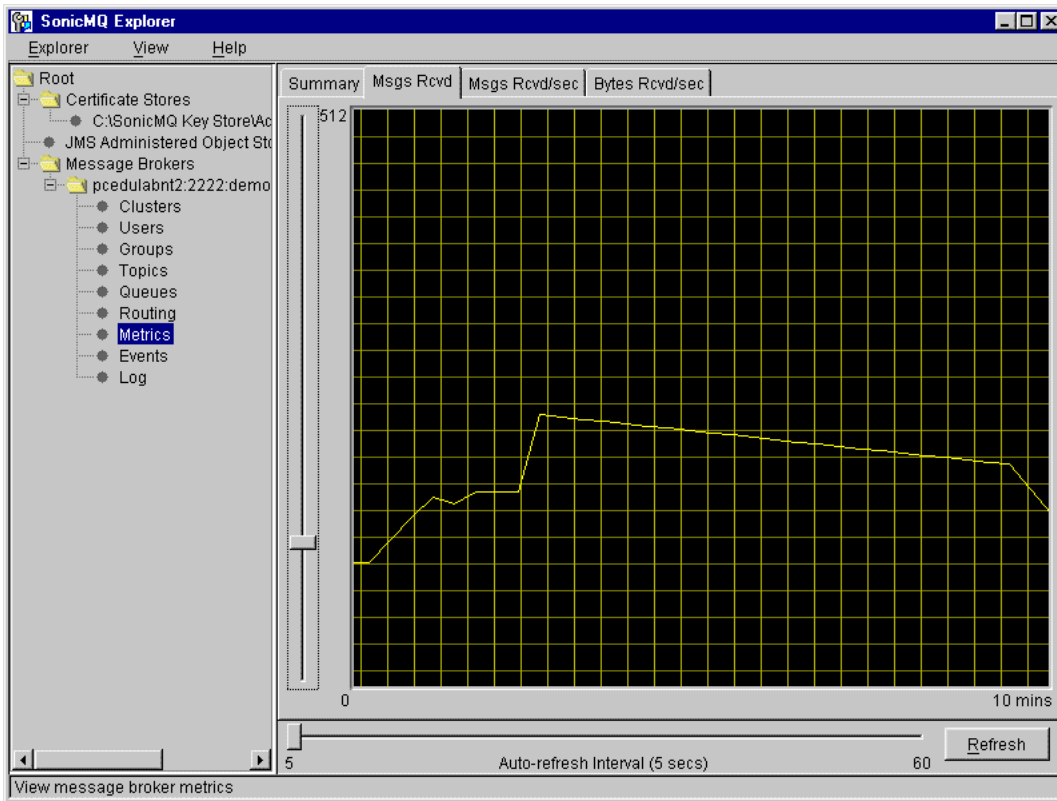 SonicMQ Explorer
Explorer View Help
Root
Certificate Stores
C:\SonicMQ Key Store\Ac
JMS Administered Object Sto
Message Brokers
pcedulabnt2:2222:demo
Clusters
Users
Groups
Topics
Queues
Routing
Metrics
Events
Log
Summary Msgs Rcvd Msgs Rcvd/sec Bytes Rcvd/sec
512
0 10 mins
5 Auto-refresh Interval (5 secs) 60
Refresh
View message broker metrics